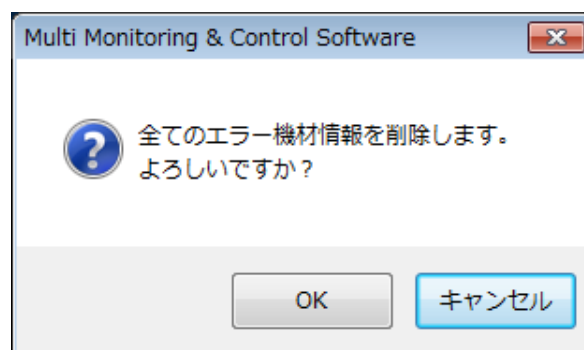 Multi Monitoring & Control Software
全てのエラー機材情報を削除します。
よろしいですか？
OK
キャンセル